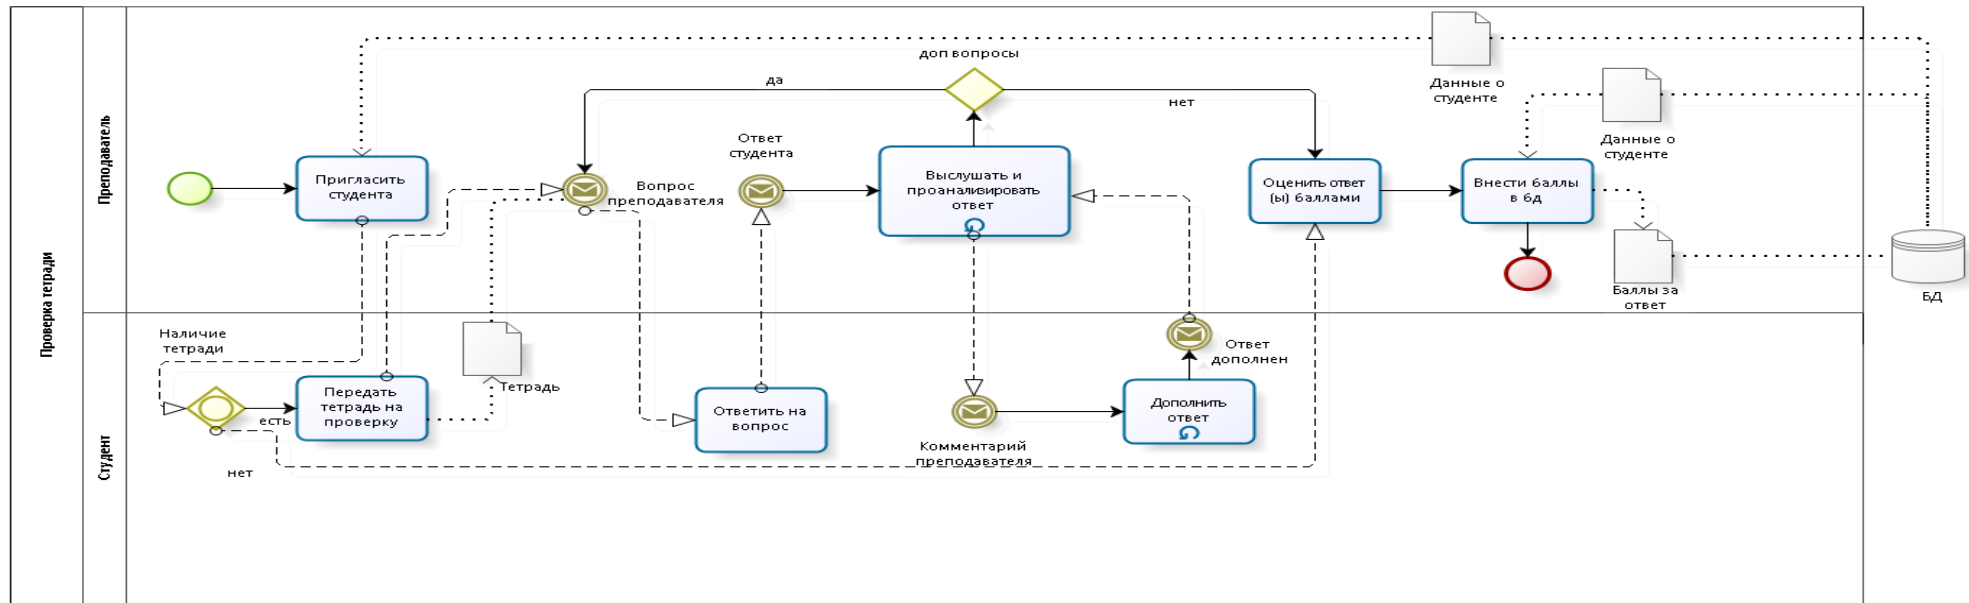 Проверка тетради
Преподаватель
Студент
доп вопросы
да
нет
Данные о
студенте
Данные о
студенте
Пригласить
студента
Вопрос
преподавателя
Ответ
студента
Выслушать и
проанализировать
ответ
Оценить ответ
(ы) баллами
Внести баллы
в бд
Баллы за
ответ
БД
Наличие
тетради
есть
нет
Передать
тетрадь на
проверку
Тетрадь
Ответить на
вопрос
Комментарий
преподавателя
Дополнить
ответ
Ответ
дополнен